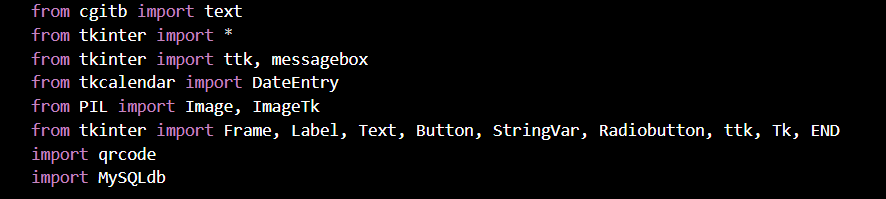 from cgitb import text
from tkinter import *
from tkinter import ttk, messagebox
from tkcalendar import DateEntry
from PIL import Image, ImageTk
from tkinter import Frame, Label, Text, Button, StringVar, Radiobutton, ttk, Tk, END
import qrcode
import MySQLdb